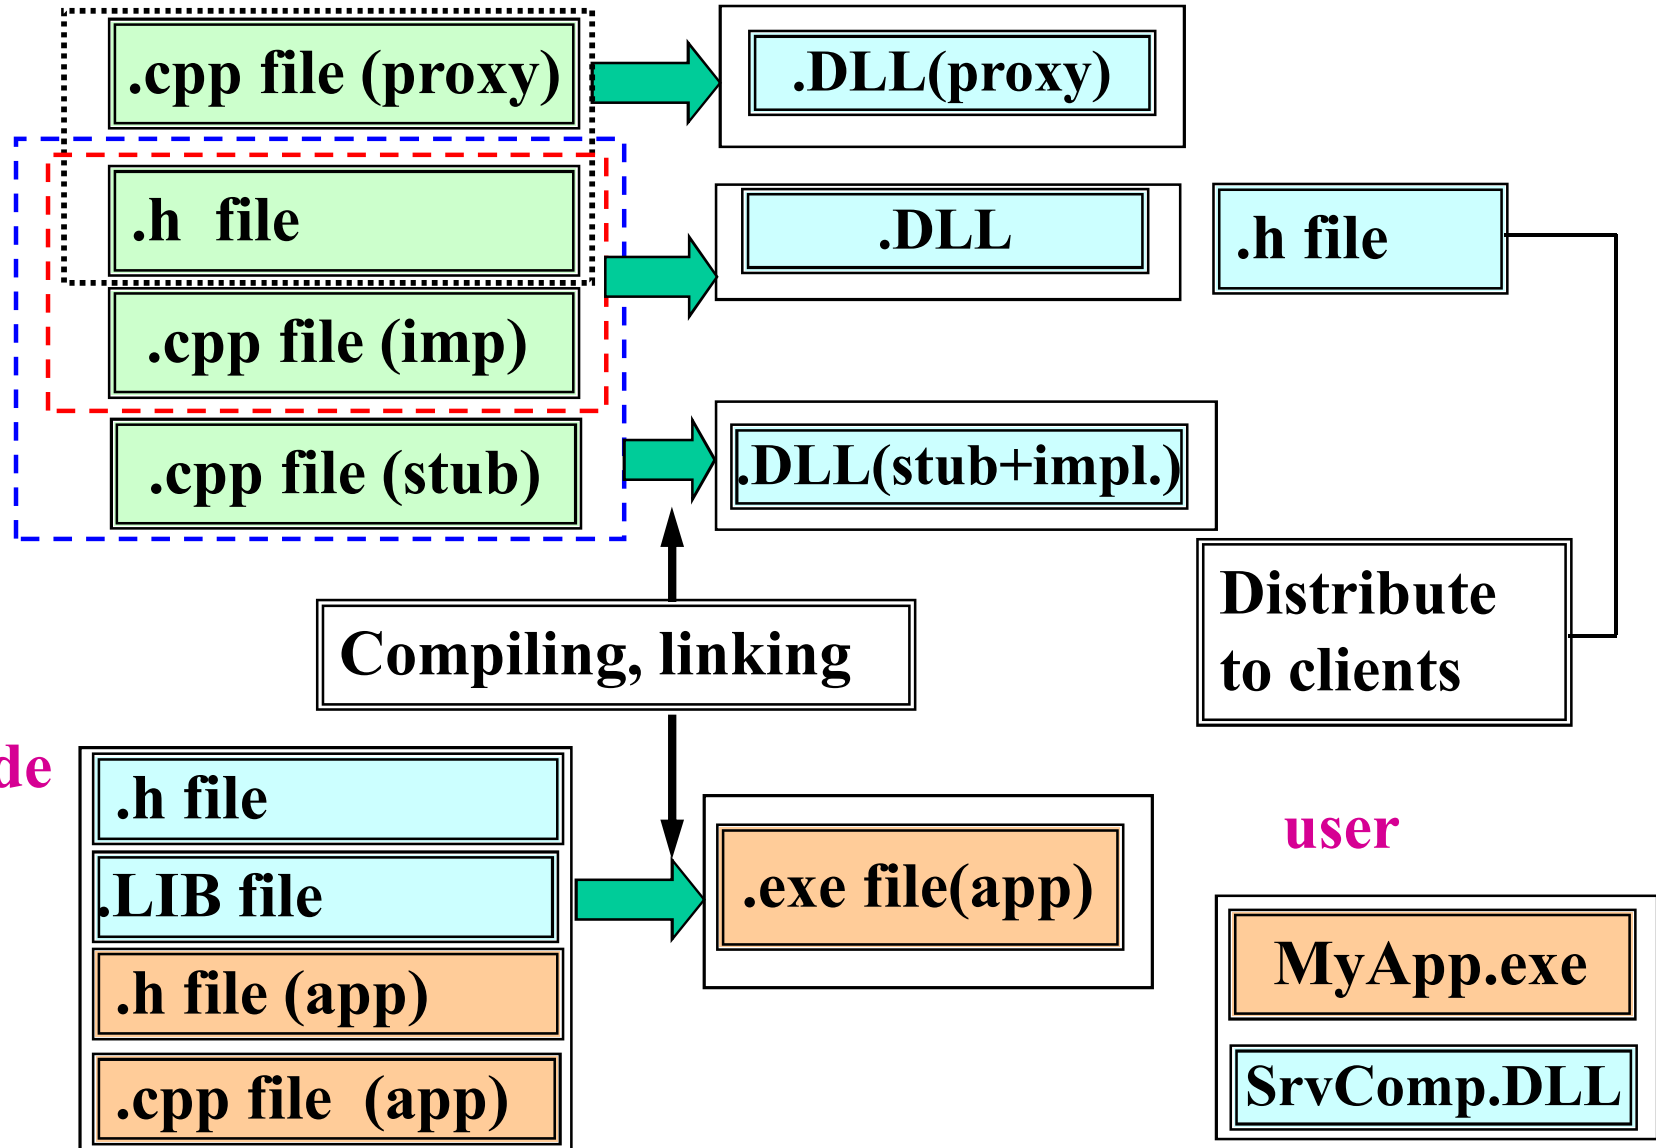 .cpp file (proxy)
.DLL(proxy)
.h file
.DLL
.h file
.cpp file (imp)
.cpp file (stub)
.DLL(stub+impl.)
Distribute
to clients
Compiling, linking
de
.h file
.LIB file
.h file (app)
.cpp file (app)
.exe file(app)
user
MyApp.exe
SrvComp.DLL